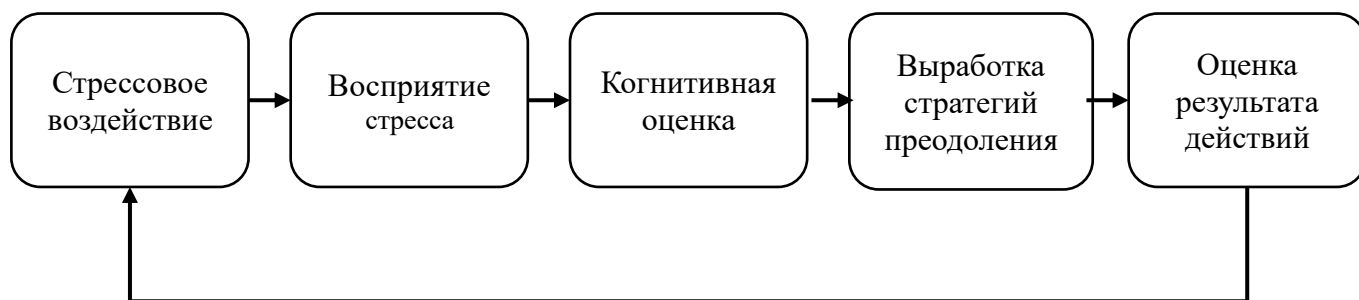 Стрессовое
воздействие
Восприятие
стресса
Когнитивная
оценка
Выработка
стратегий
преодоления
Оценка
результата
действий